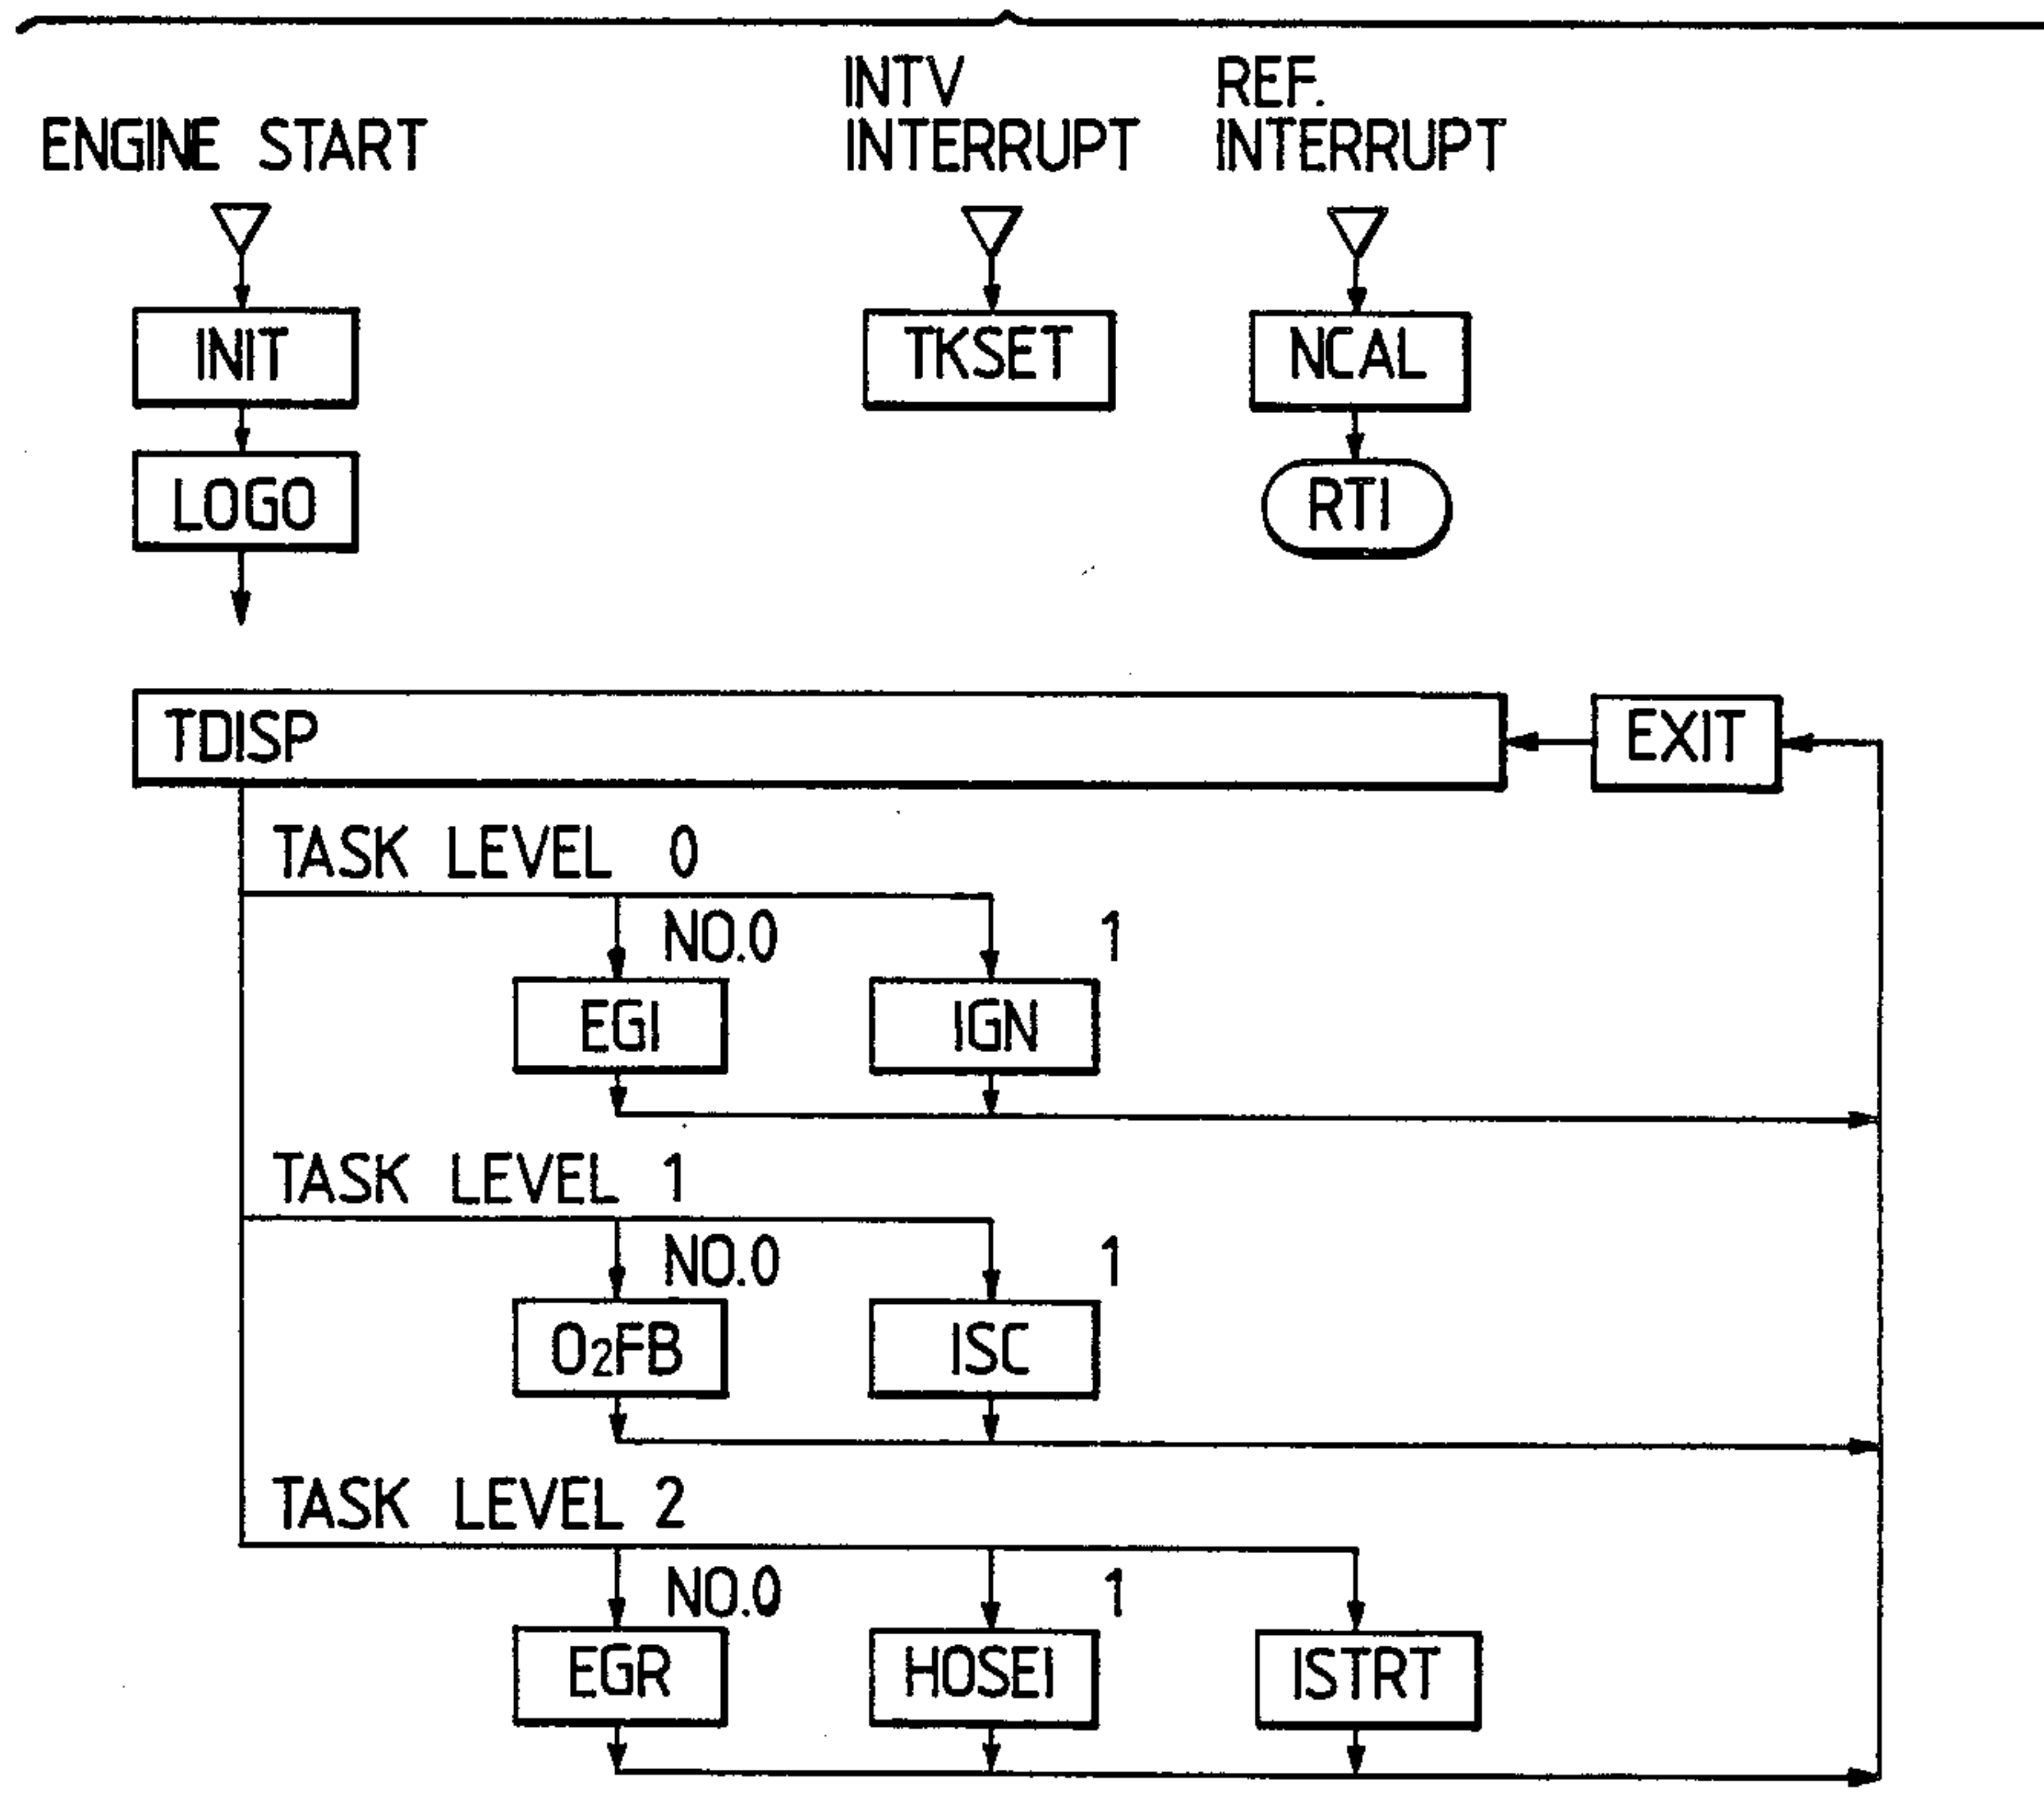 ENGINE START
INTV
INTERRUPT
REF.
INTERRUPT
INIT
TKSET
NCAL
LOGO
RTI
TDISP
EXIT
TASK LEVEL 0
NO.0
1
EGI
IGN
TASK LEVEL 1
NO.0
1
O₂FB
ISC
TASK LEVEL 2
NO.0
1
EGR
HOSEI
ISTRT